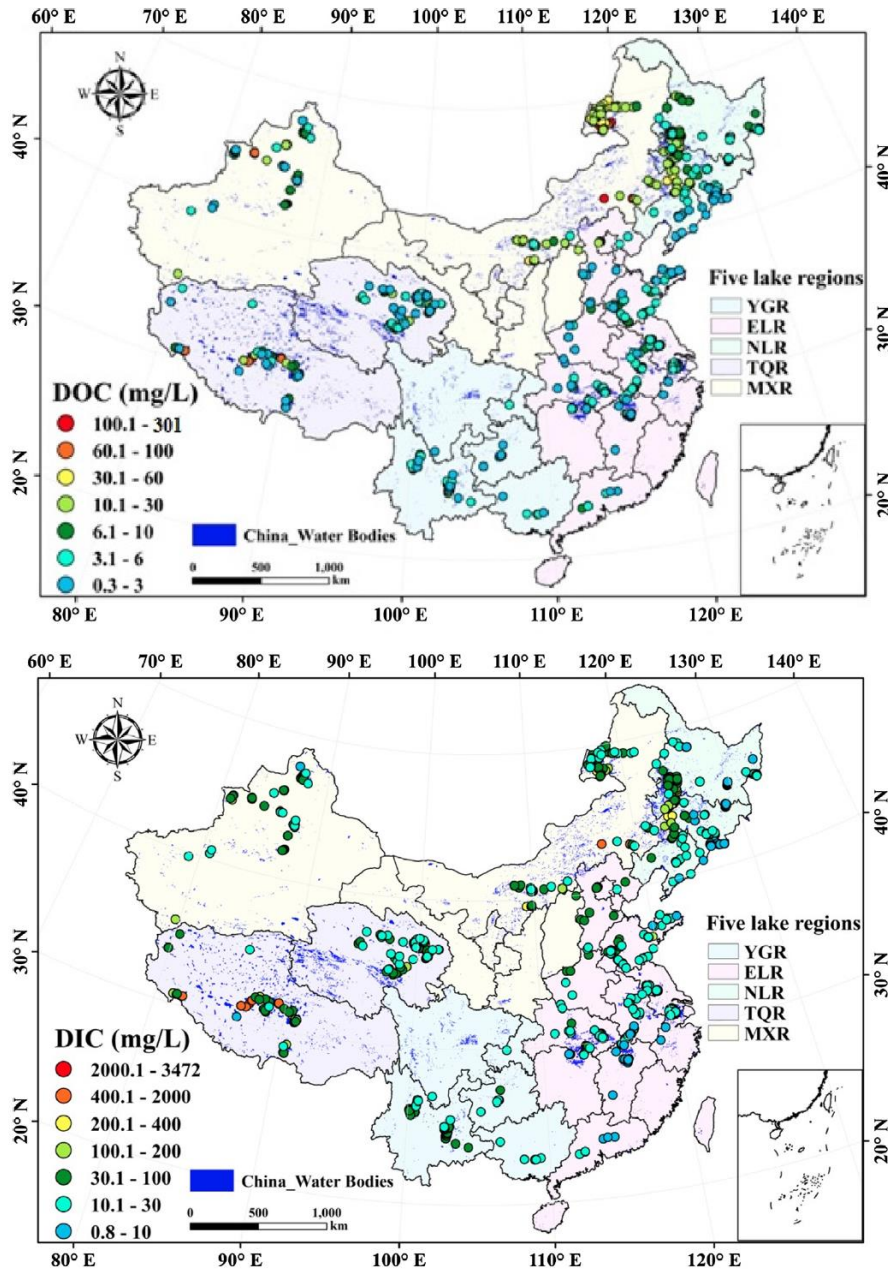 70° E 80° E 90° E 100° E 110° E 120° E 130° E 140° E
N
W E
S
40° N
30° N
20° N
40° N
30° N
20° N
DOC (mg/L)
100.1 - 301
60.1 - 100
30.1 - 60
10.1 - 30
6.1 - 10
3.1 - 6
0.3 - 3
China_Water Bodies
0 500 1,000
km
Five lake regions
YGR
ELR
NLR
TQR
MXR
80° E 90° E 100° E 110° E 120° E
60° E 70° E 80° E 90° E 100° E 110° E 120° E 130° E 140° E
N
W E
S
40° N
30° N
20° N
40° N
30° N
20° N
DIC (mg/L)
2000.1 - 3472
400.1 - 2000
200.1 - 400
100.1 - 200
30.1 - 100
10.1 - 30
0.8 - 10
China_Water Bodies
0 500 1,000
km
Five lake regions
YGR
ELR
NLR
TQR
MXR
80° E 90° E 100° E 110° E 120° E